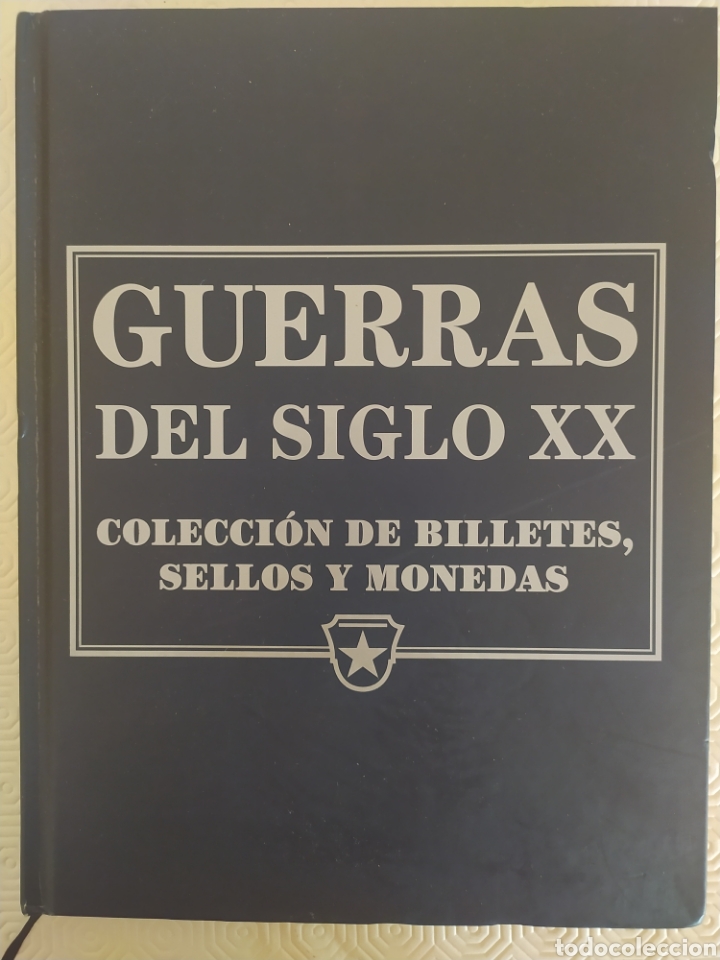 GUERRAS
DEL SIGLO XX
COLECCIÓN DE BILLETES,
SELLOS Y MONEDAS
todocoleccion